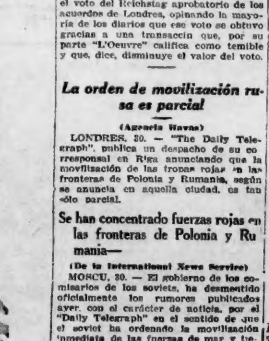 el voto del Reichstag aprobatorio de los
acuerdos de Londres, opinando la mayo-
ría de los diarios que ese voto se obtuvo
gracias a una transacción que, por su
parte "L'Oeuvre" califica como temible
y que, dice, disminuye el valor del voto.
La orden de movilización ru-
sa es parcial
(Agencia Havas)
LONDRES, 30. — "The Daily Tele-
graph", publica un despacho de su co-
rresponsal en Riga anunciando que la
movilización de las tropas rojas en las
fronteras de Polonia y Rumania, según
se anuncia en aquella ciudad, es tan
sólo parcial.
Se han concentrado fuerzas rojas en
las fronteras de Polonia y Ru
mania—
(De la International News Service)
MOSCU, 30. — El gobierno de los co-
misarios de los soviets, ha desmentido
oficialmente los rumores publicados
ayer, con el carácter de noticia, por el
"Daily Telegraph" en el sentido de que
el soviet ha ordenado la movilización
inmediata de las fuerzas de mar y